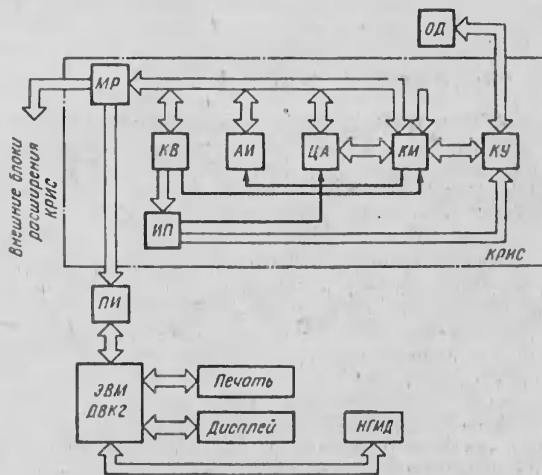 ОД
МР
КВ
АИ
ЦА
КМ
КУ
ИП
Внешние блоки
расширения
КРИС
КРИС
ПИ
ЭВМ
ДВК2
Печать
Дисплей
НГМД